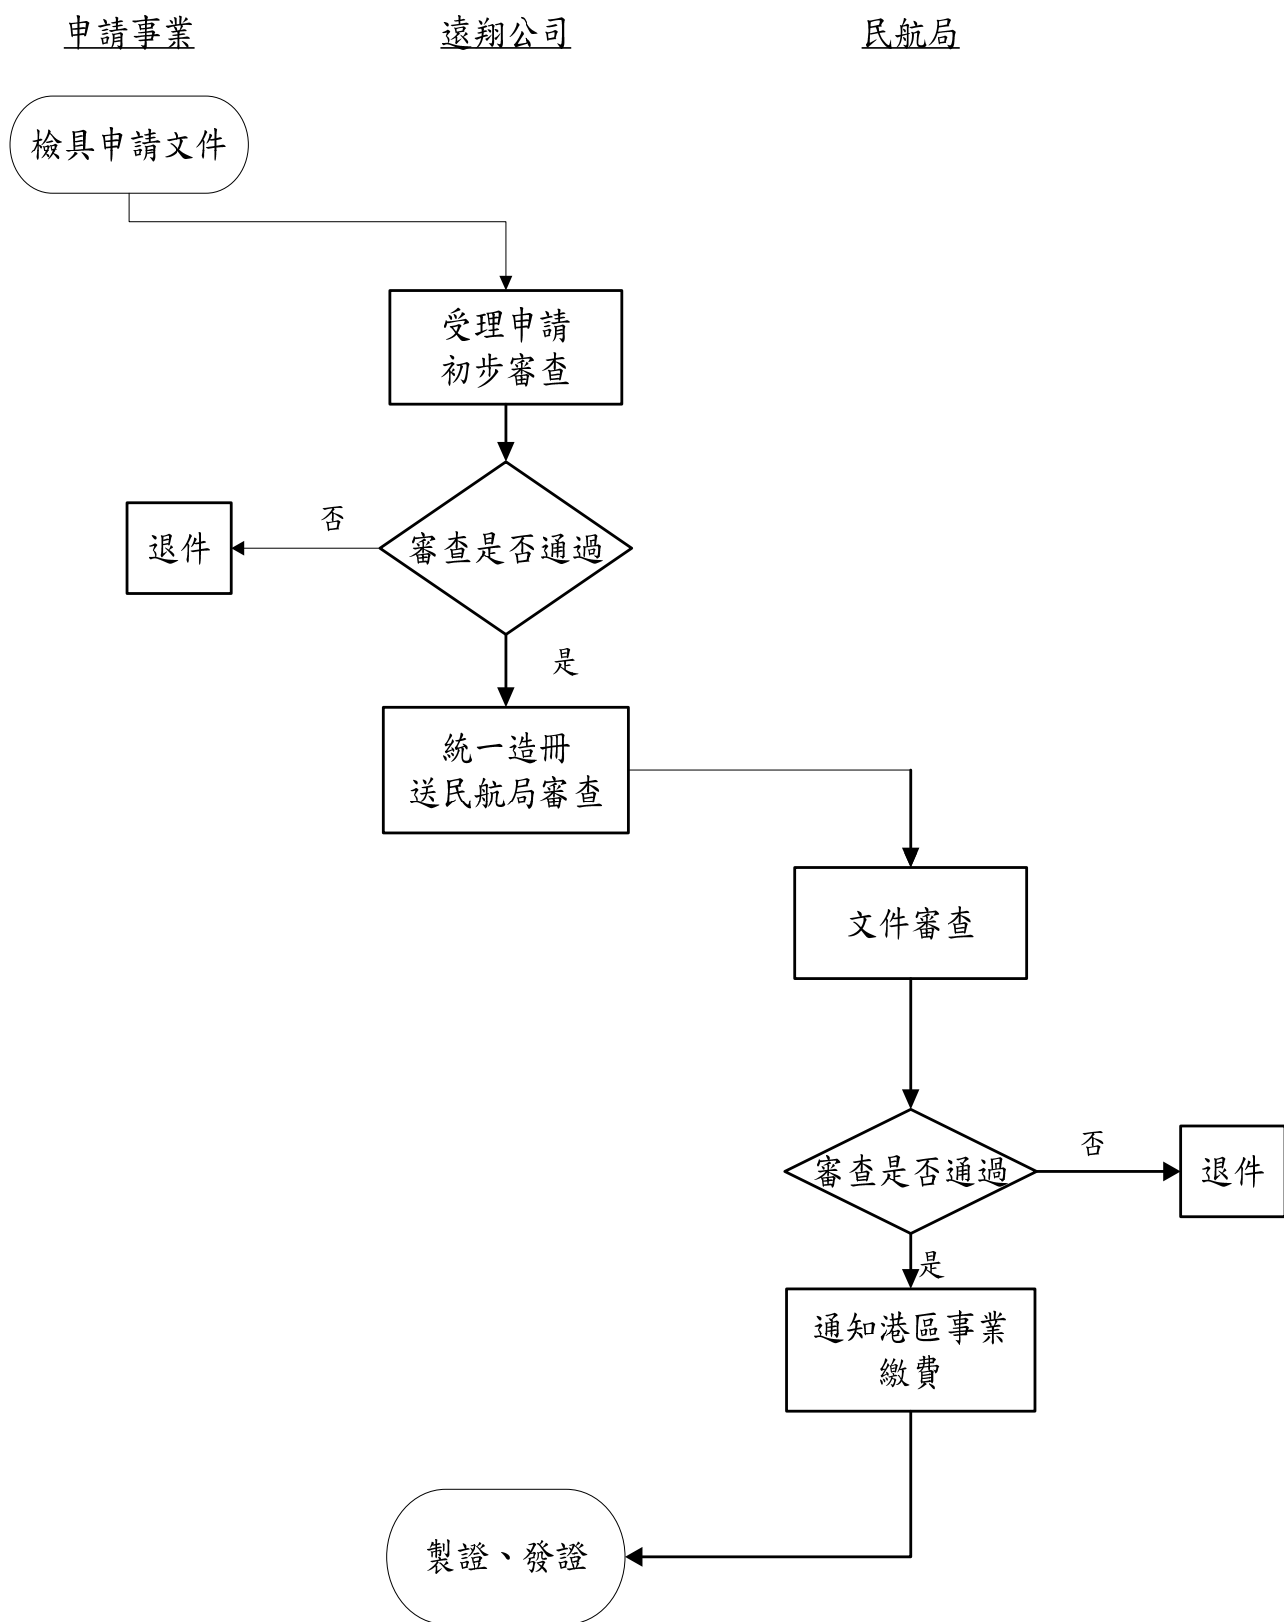 申請事業
遠翔公司
民航局
檢具申請文件
受理申請
初步審查
否
退件
審查是否通過
是
統一造冊
送民航局審查
文件審查
否
審查是否通過
退件
是
通知港區事業
繳費
製證、發證